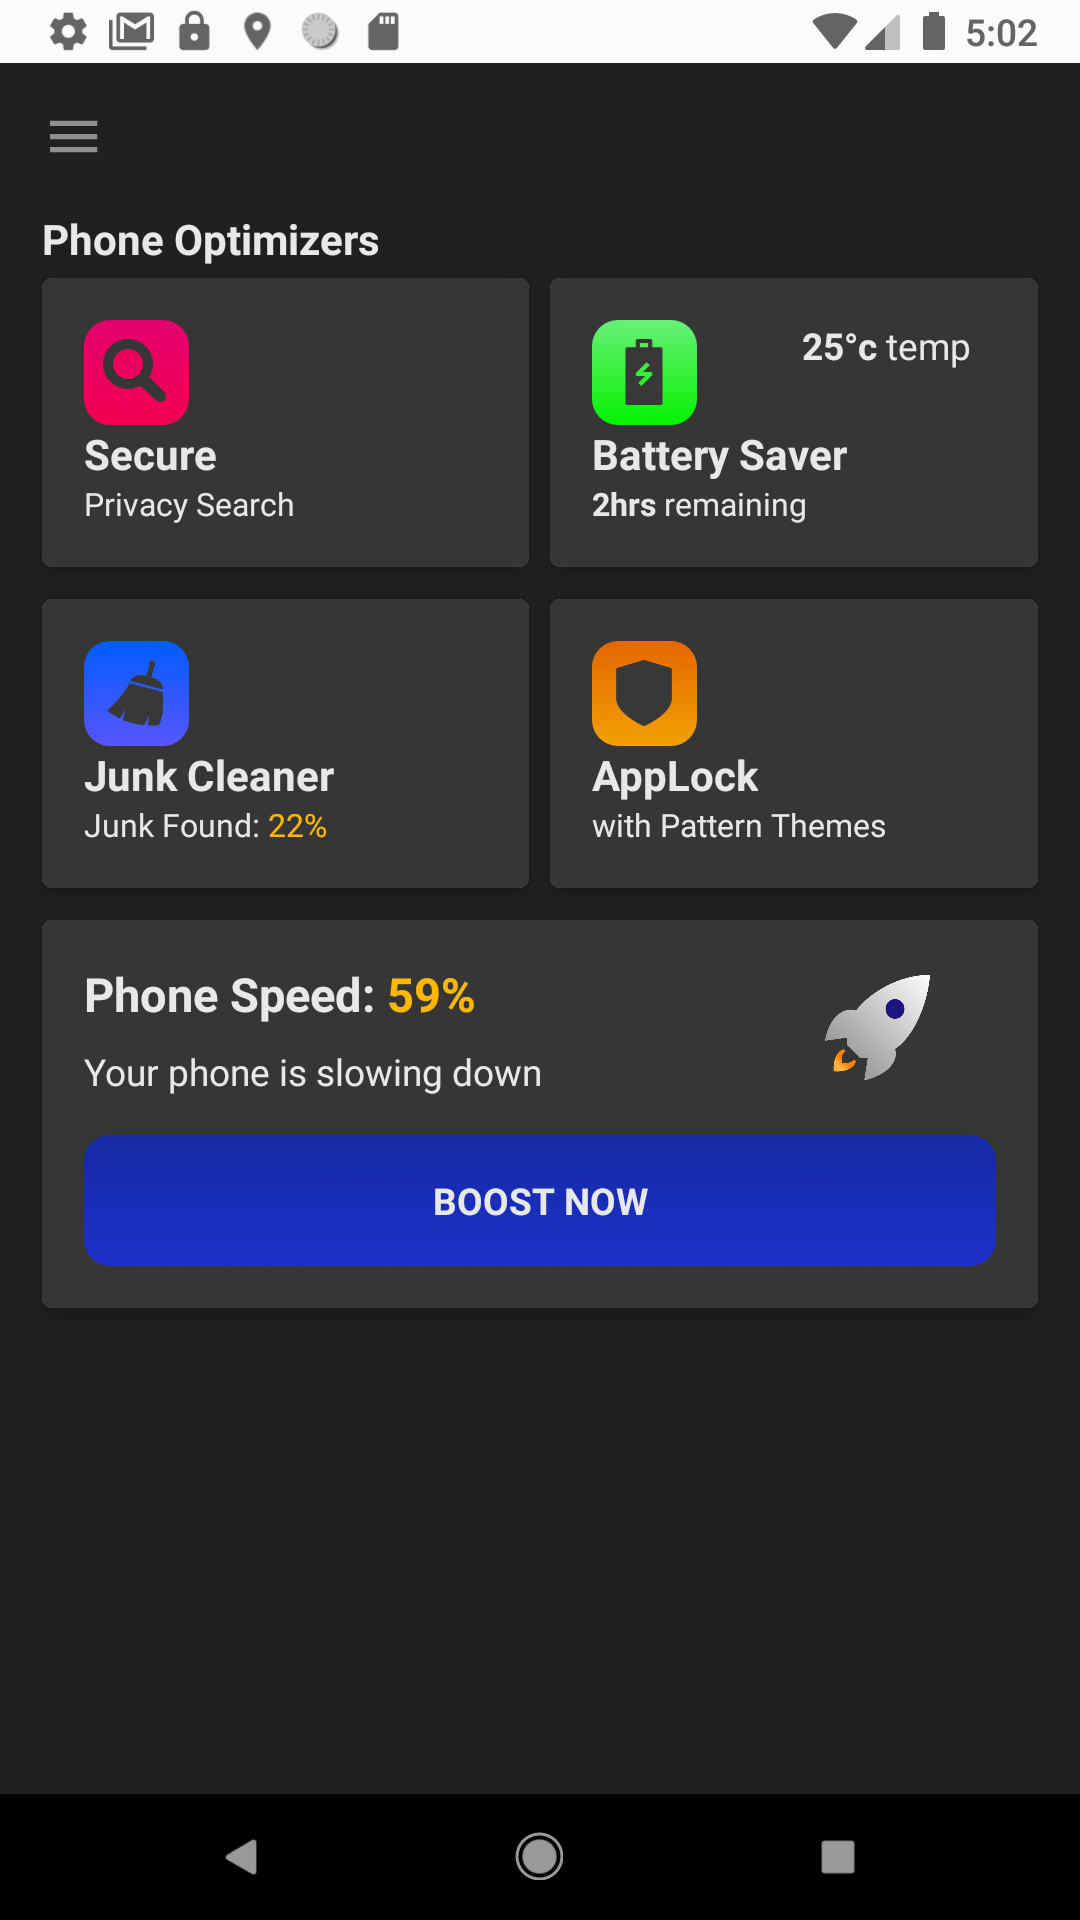 5:02
Phone Optimizers
Secure
Privacy Search
25°c temp
Battery Saver
2hrs remaining
Junk Cleaner
Junk Found: 22%
AppLock
with Pattern Themes
Phone Speed: 59%
Your phone is slowing down
BOOST NOW